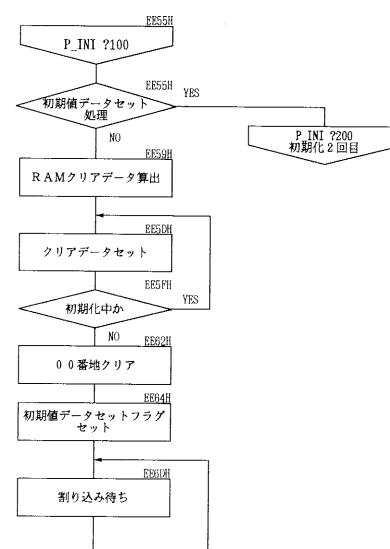 EE55H
P_INI ?100
EE55H
初期値データセット
処理
YES
NO
P_INI ?200
初期化2回目
EE59H
RAMクリアデータ算出
EE5DH
クリアデータセット
EE5FH
初期化中か
YES
NO
EE62H
00番地クリア
EE64H
初期値データセットフラグ
セット
EE6DH
割り込み待ち